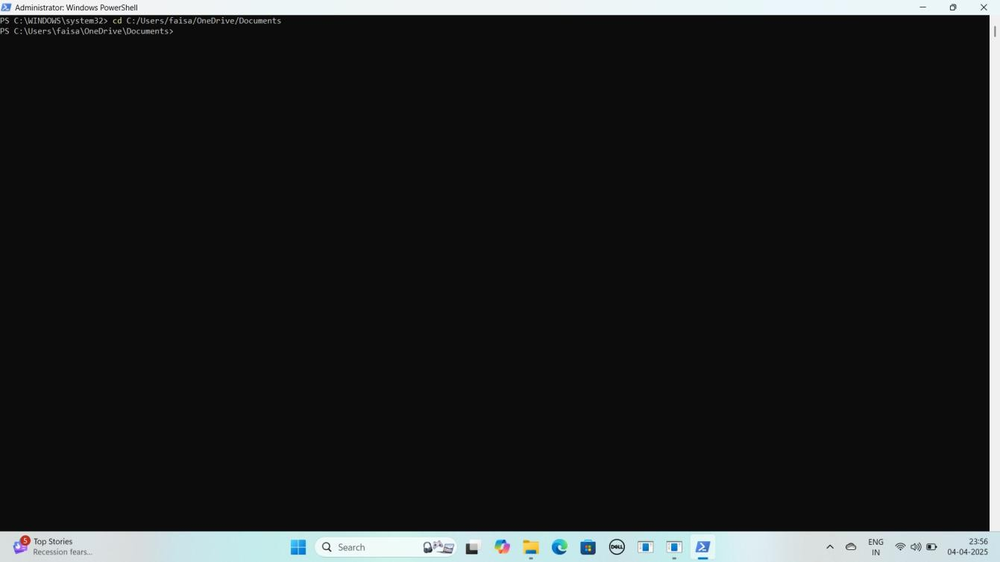 Administrator: Windows PowerShell
PS C:\WINDOWS\system32> cd C:/Users/faisa/OneDrive/Documents
PS C:\Users\faisa\OneDrive\Documents>
5
Top Stories
Recession fears...
Search
DELL
ENG
IN
23:56
04-04-2025